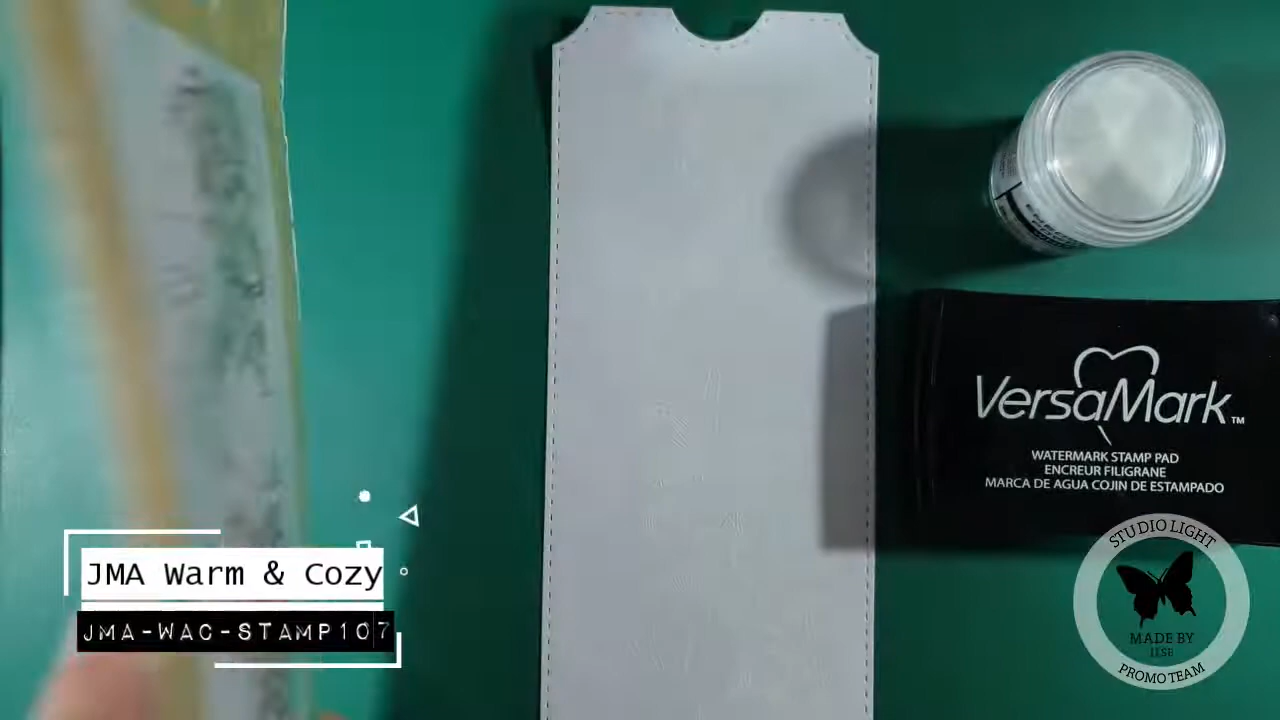 VersaMark™
WATERMARK STAMP PAD
ENCREUR FILIGRANE
MARCA DE AGUA COJIN DE ESTAMPADO
JMA Warm & Cozy
JMA-WAC-STAMP107
STUDIO LIGHT
MADE BY
ILSE
PROMO TEAM